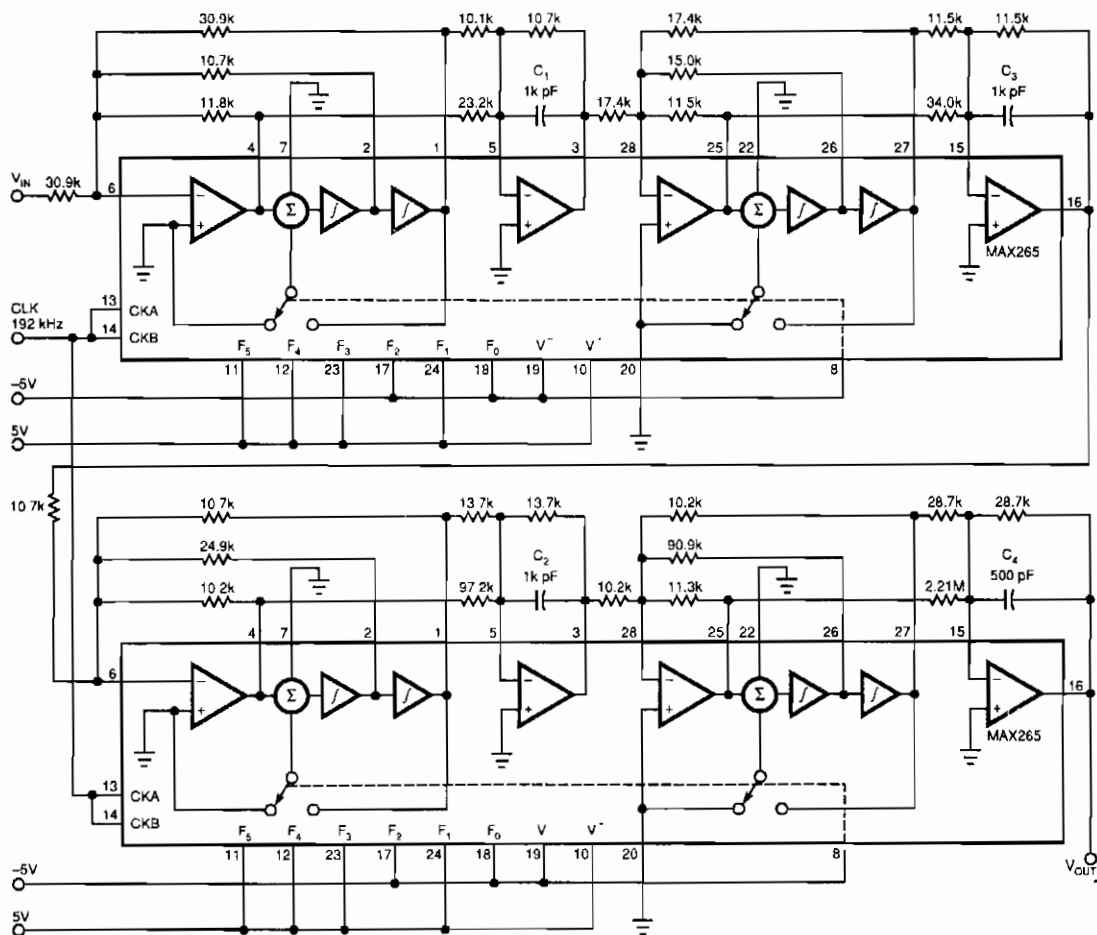 30.9k 10.1k 10.7k 17.4k 11.5k 11.5k
10.7k C1 15.0k C3
1k pF 1k pF
11.8k 23.2k 17.4k 11.5k 34.0k
4 7 2 1 5 3 28 25 22 26 27 15
VIN 30.9k 6 − Σ ∫ ∫ − − Σ ∫ ∫ − 16
+ + + +
MAX265
CLK
192 kHz
13 CKA
14 CKB
F5 F4 F3 F2 F1 F0 V− V+
11 12 23 17 24 18 19 10 20 8
−5V
5V
10 7k
10.7k 13.7k 13.7k 10.2k 28.7k 28.7k
24.9k C2 90.9k C4
1k pF 500 pF
10.2k 97.2k 10.2k 11.3k 2.21M
4 7 2 1 5 3 28 25 22 26 27 15
6 − Σ ∫ ∫ − − Σ ∫ ∫ − 16
+ + + +
MAX265
13 CKA
14 CKB
F5 F4 F3 F2 F1 F0 V V+
11 12 23 17 24 18 19 10 20 8
VOUT
−5V
5V